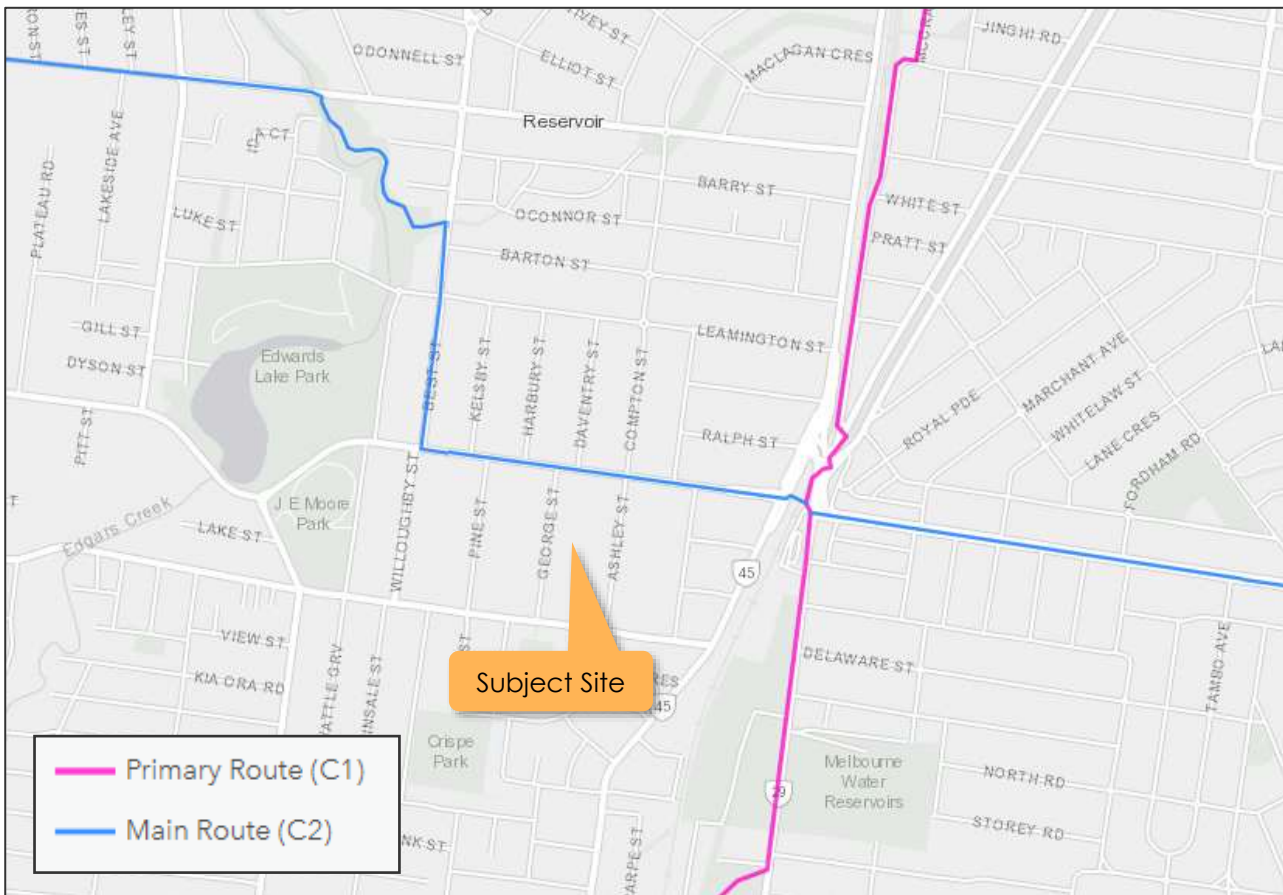 JINGHI RD
ODONNELL ST
ELLIOT ST
MACLAGAN CRES
Reservoir
LAKESIDE AVE
PLATEAU RD
BARRY ST
WHITE ST
LUKE ST
OCONNOR ST
PRATT ST
BARTON ST
GILL ST
DYSON ST
Edwards
Lake Park
LEAMINGTON ST
BEST ST
KELSBY ST
HARBURY ST
DAVENTRY ST
COMPTON ST
RALPH ST
ROYAL PDE
MARCHANT AVE
WHITELAW ST
LANE CRES
FORDHAM RD
PITT ST
Edgars Creek
J E Moore
Park
LAKE ST
WILLOUGHBY ST
PINE ST
GEORGE ST
ASHLEY ST
45
VIEW ST
KIA ORA RD
DELAWARE ST
TAMBO AVE
Subject Site
45
Crispe
Park
Melbourne
Water
Reservoirs
29
NORTH RD
STOREY RD
Primary Route (C1)
Main Route (C2)